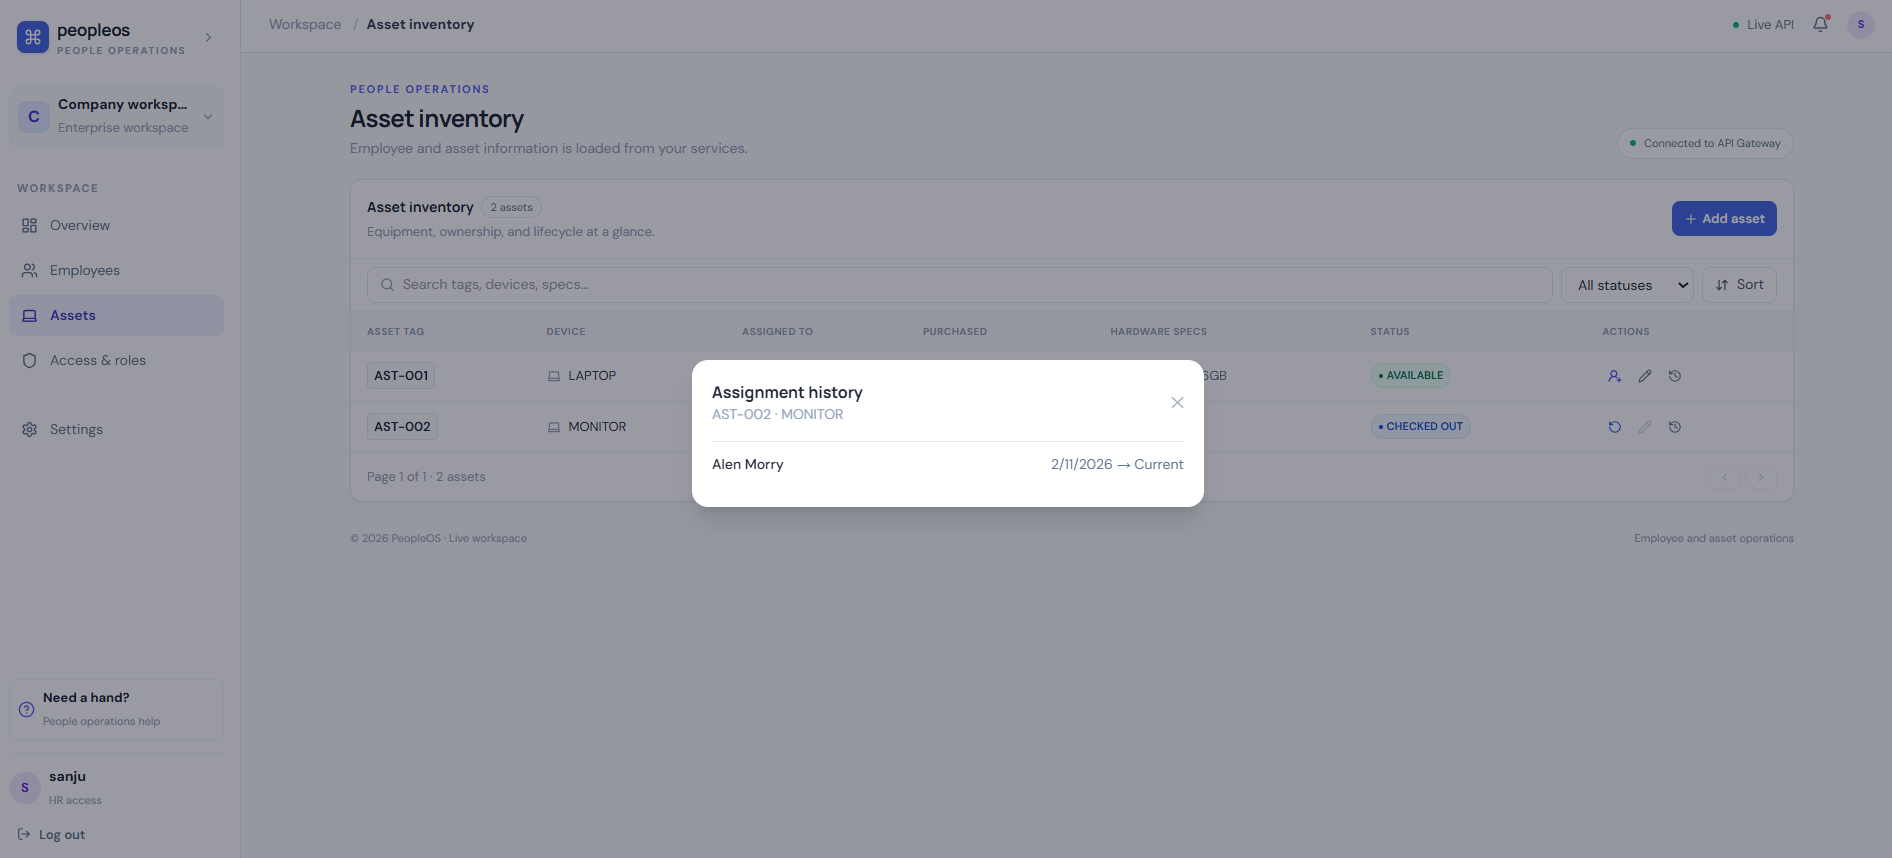 peopleos
PEOPLE OPERATIONS
Workspace / Asset inventory
Live API
S
C
Company worksp...
Enterprise workspace
WORKSPACE
Overview
Employees
Assets
Access & roles
Settings
Need a hand?
People operations help
S
sanju
HR access
Log out
PEOPLE OPERATIONS
Asset inventory
Employee and asset information is loaded from your services.
Connected to API Gateway
Asset inventory 2 assets
Equipment, ownership, and lifecycle at a glance.
+ Add asset
Search tags, devices, specs...
All statuses
Sort
ASSET TAG DEVICE ASSIGNED TO PURCHASED HARDWARE SPECS STATUS ACTIONS
AST-001 LAPTOP AVAILABLE
AST-002 MONITOR CHECKED OUT
Page 1 of 1 · 2 assets
Assignment history
AST-002 · MONITOR
Alen Morry 2/11/2026 → Current
© 2026 PeopleOS · Live workspace
Employee and asset operations